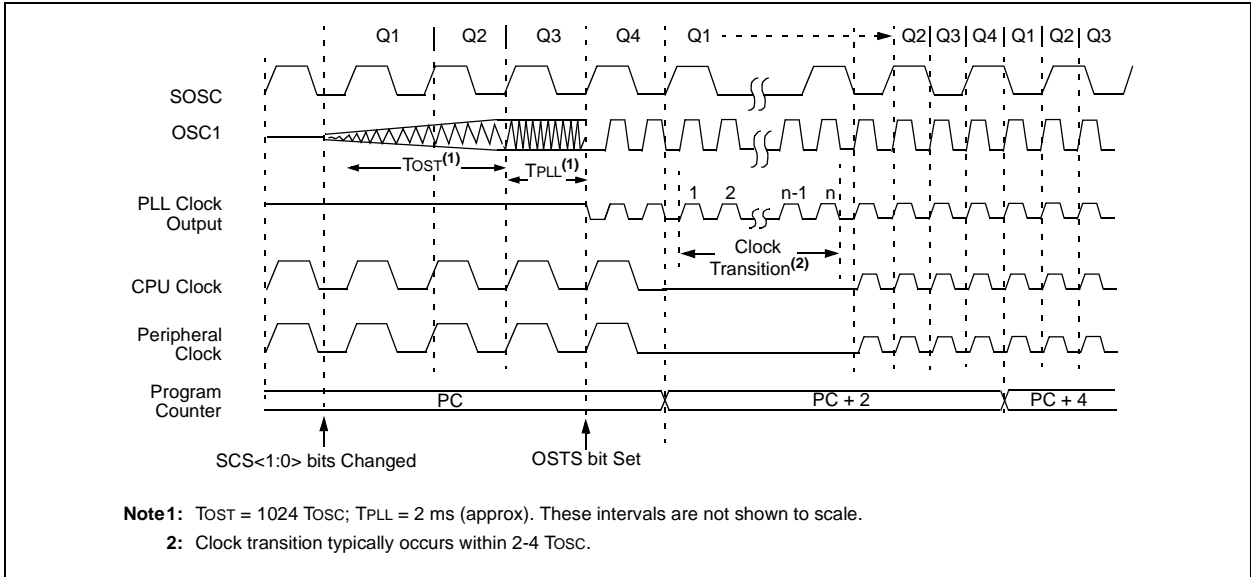 Q1 Q2 Q3 Q4 Q1 Q2 Q3 Q4 Q1 Q2 Q3
SOSC
OSC1
TOST(1)
TPLL(1)
1 2 n-1 n
PLL Clock
Output
Clock
Transition(2)
CPU Clock
Peripheral
Clock
Program
Counter
PC PC + 2 PC + 4
SCS<1:0> bits Changed OSTS bit Set
Note1: TOST = 1024 TOSC; TPLL = 2 ms (approx). These intervals are not shown to scale.
2: Clock transition typically occurs within 2-4 TOSC.